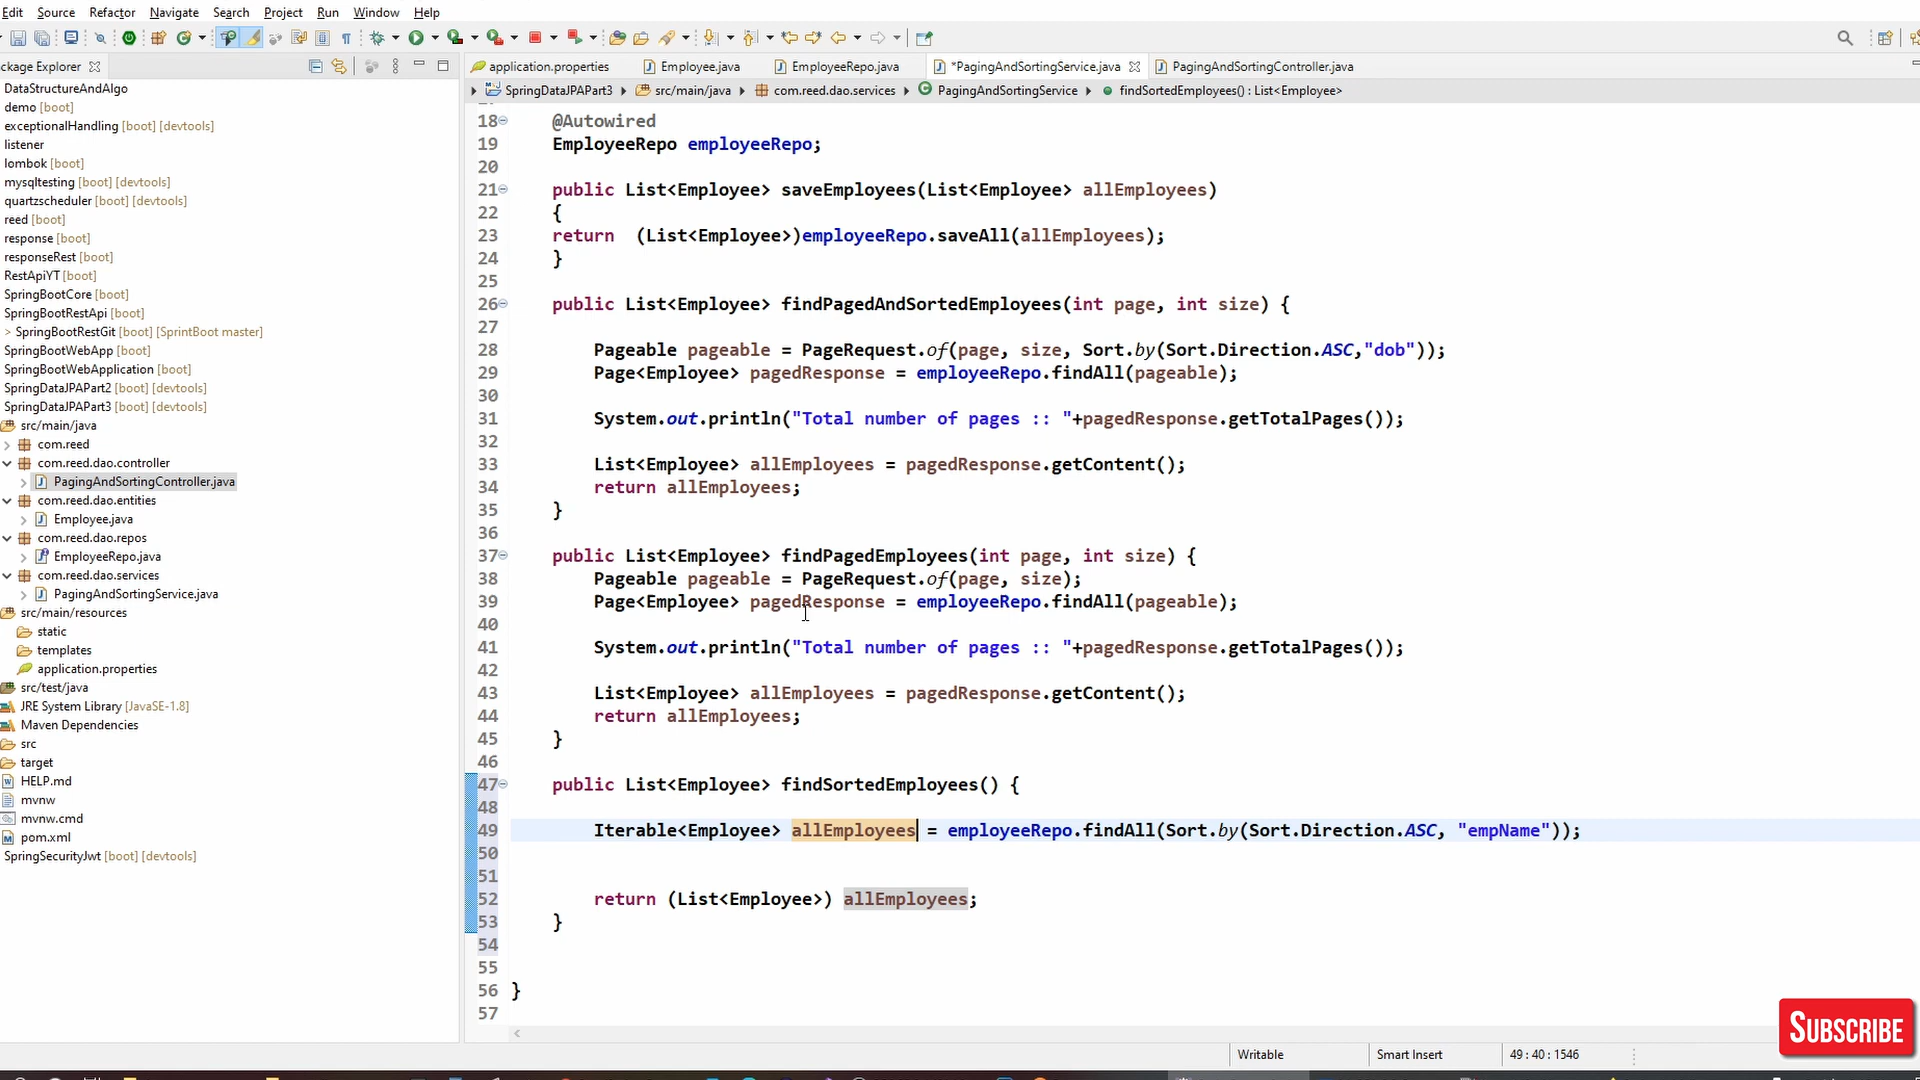 Edit Source Refactor Navigate Search Project Run Window Help
ckage Explorer
application.properties Employee.java EmployeeRepo.java *PagingAndSortingService.java PagingAndSortingController.java
SpringDataJPAPart3 src/main/java com.reed.dao.services PagingAndSortingService findSortedEmployees() : List<Employee>
DataStructureAndAlgo
demo [boot]
exceptionalHandling [boot] [devtools]
listener
lombok [boot]
mysqltesting [boot] [devtools]
quartzscheduler [boot] [devtools]
reed [boot]
response [boot]
responseRest [boot]
RestApiYT [boot]
SpringBootCore [boot]
SpringBootRestApi [boot]
> SpringBootRestGit [boot] [SprintBoot master]
SpringBootWebApp [boot]
SpringBootWebApplication [boot]
SpringDataJPAPart2 [boot] [devtools]
SpringDataJPAPart3 [boot] [devtools]
src/main/java
com.reed
com.reed.dao.controller
PagingAndSortingController.java
com.reed.dao.entities
Employee.java
com.reed.dao.repos
EmployeeRepo.java
com.reed.dao.services
PagingAndSortingService.java
src/main/resources
static
templates
application.properties
src/test/java
JRE System Library [JavaSE-1.8]
Maven Dependencies
src
target
HELP.md
mvnw
mvnw.cmd
pom.xml
SpringSecurityJwt [boot] [devtools]
18 @Autowired
19 EmployeeRepo employeeRepo;
20
21 public List<Employee> saveEmployees(List<Employee> allEmployees)
22 {
23 return (List<Employee>)employeeRepo.saveAll(allEmployees);
24 }
25
26 public List<Employee> findPagedAndSortedEmployees(int page, int size) {
27
28 Pageable pageable = PageRequest.of(page, size, Sort.by(Sort.Direction.ASC,"dob"));
29 Page<Employee> pagedResponse = employeeRepo.findAll(pageable);
30
31 System.out.println("Total number of pages :: "+pagedResponse.getTotalPages());
32
33 List<Employee> allEmployees = pagedResponse.getContent();
34 return allEmployees;
35 }
36
37 public List<Employee> findPagedEmployees(int page, int size) {
38 Pageable pageable = PageRequest.of(page, size);
39 Page<Employee> pagedResponse = employeeRepo.findAll(pageable);
40
41 System.out.println("Total number of pages :: "+pagedResponse.getTotalPages());
42
43 List<Employee> allEmployees = pagedResponse.getContent();
44 return allEmployees;
45 }
46
47 public List<Employee> findSortedEmployees() {
48
49 Iterable<Employee> allEmployees = employeeRepo.findAll(Sort.by(Sort.Direction.ASC, "empName"));
50
51
52 return (List<Employee>) allEmployees;
53 }
54
55
56 }
57
SUBSCRIBE
Writable Smart Insert 49 : 40 : 1546